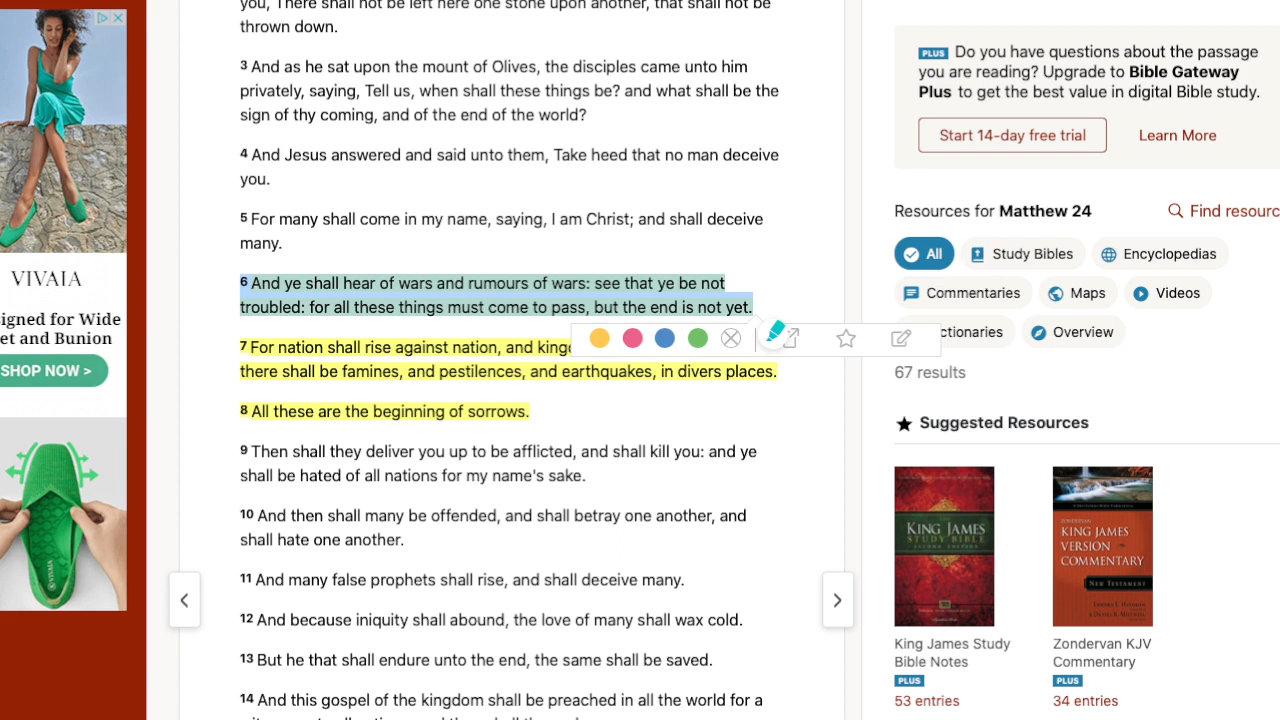 you, There shall not be left here one stone upon another, that shall not be
thrown down.
3 And as he sat upon the mount of Olives, the disciples came unto him
privately, saying, Tell us, when shall these things be? and what shall be the
sign of thy coming, and of the end of the world?
4 And Jesus answered and said unto them, Take heed that no man deceive
you.
5 For many shall come in my name, saying, I am Christ; and shall deceive
many.
6 And ye shall hear of wars and rumours of wars: see that ye be not
troubled: for all these things must come to pass, but the end is not yet.
7 For nation shall rise against nation, and
there shall be famines, and pestilences, and earthquakes, in divers places.
8 All these are the beginning of sorrows.
9 Then shall they deliver you up to be afflicted, and shall kill you: and ye
shall be hated of all nations for my name's sake.
10 And then shall many be offended, and shall betray one another, and
shall hate one another.
11 And many false prophets shall rise, and shall deceive many.
12 And because iniquity shall abound, the love of many shall wax cold.
13 But he that shall endure unto the end, the same shall be saved.
14 And this gospel of the kingdom shall be preached in all the world for a
VIVAIA
igned for Wide
et and Bunion
SHOP NOW >
PLUS Do you have questions about the passage
you are reading? Upgrade to Bible Gateway
Plus to get the best value in digital Bible study.
Start 14-day free trial Learn More
Resources for Matthew 24 Find resourc
All Study Bibles Encyclopedias
Commentaries Maps Videos
ctionaries Overview
67 results
Suggested Resources
KING JAMES
STUDY BIBLE
SECOND EDITION
ZONDERVAN
KING JAMES
VERSION
COMMENTARY
NEW TESTAMENT
King James Study
Bible Notes
PLUS
53 entries
Zondervan KJV
Commentary
PLUS
34 entries